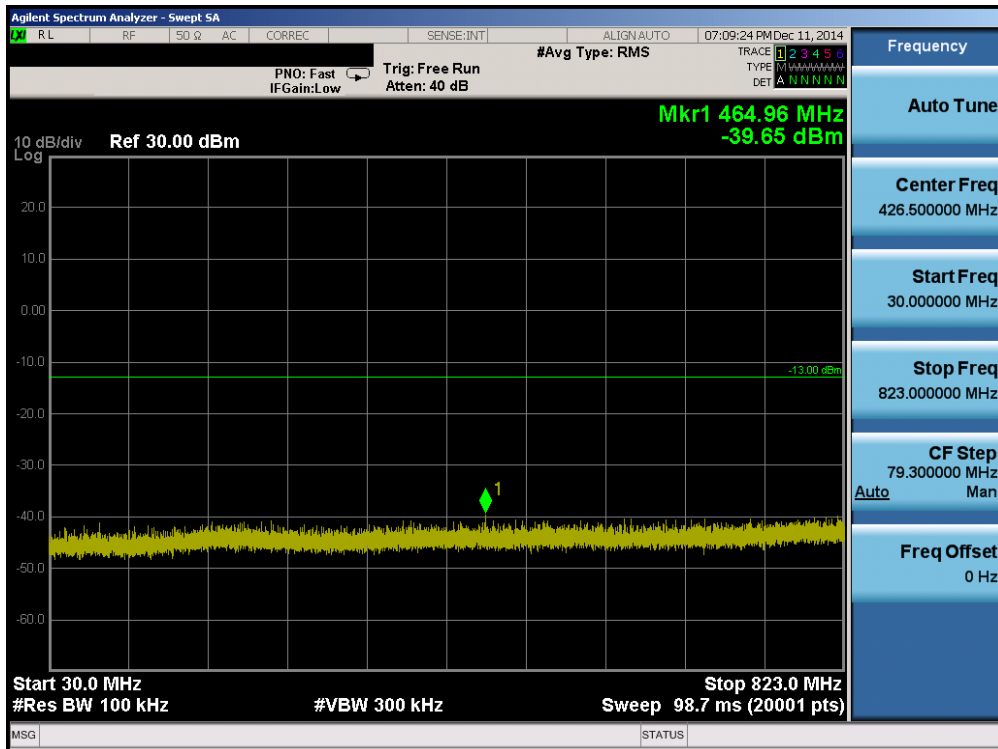 Agilent Spectrum Analyzer - Swept SA
LXI RL RF 50 Ω AC CORREC SENSE:INT ALIGNAUTO 07:09:24 PM Dec 11, 2014
#Avg Type: RMS TRACE 1 2 3 4 5 6
PNO: Fast Trig: Free Run TYPE M WWWWW
IFGain:Low Atten: 40 dB DET A N N N N N
Mkr1 464.96 MHz
-39.65 dBm
10 dB/div Ref 30.00 dBm
Log
20.0
10.0
0.00
-10.0
-13.00 dBm
-20.0
-30.0
1
-40.0
-50.0
-60.0
Start 30.0 MHz Stop 823.0 MHz
#Res BW 100 kHz #VBW 300 kHz Sweep 98.7 ms (20001 pts)
MSG STATUS
Frequency
Auto Tune
Center Freq
426.500000 MHz
Start Freq
30.000000 MHz
Stop Freq
823.000000 MHz
CF Step
79.300000 MHz
Auto Man
Freq Offset
0 Hz